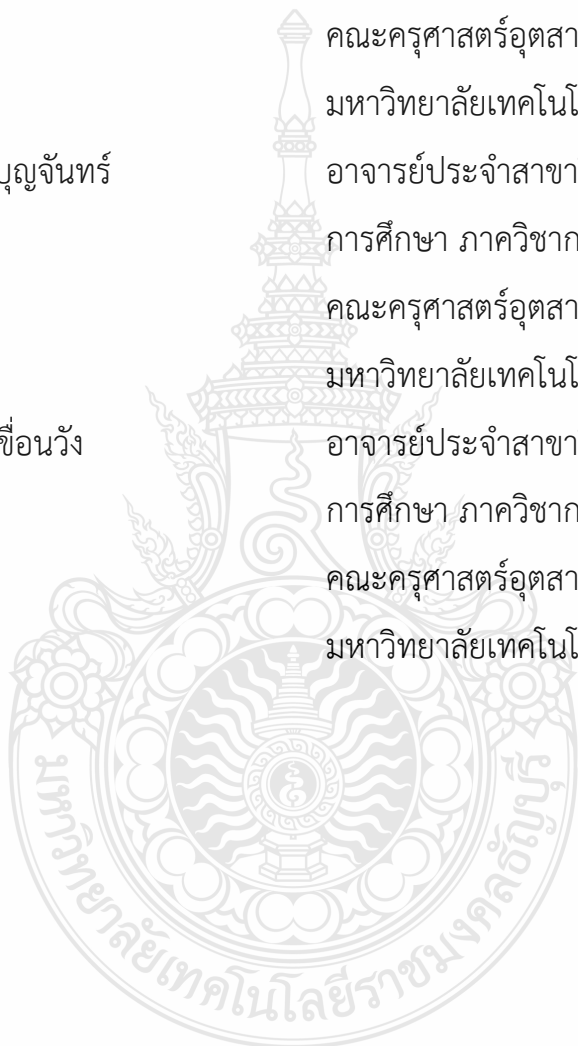 คณะครุศาสตร์อุตสา
มหาวิทยาลัยเทคโนโ
บุญจันทร์ อาจารย์ประจำสาขา
การศึกษา ภาควิชาก
คณะครุศาสตร์อุตสา
มหาวิทยาลัยเทคโนโ
ขื่อนวัง อาจารย์ประจำสาขา
การศึกษา ภาควิชาก
คณะครุศาสตร์อุตสา
มหาวิทยาลัยเทคโนโ
มหาวิทยาลัยเทคโนโลยีราชมงคลธัญบุรี